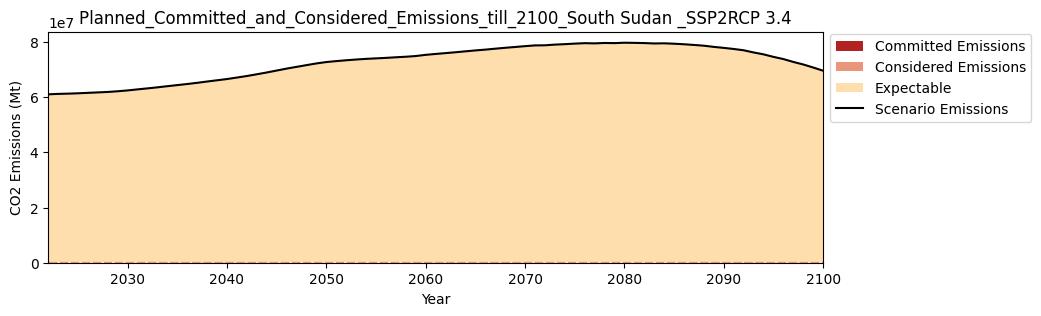 Planned_Committed_and_Considered_Emissions_till_2100_South Sudan _SSP2RCP 3.4
1e7
8
6
4
2
0
CO2 Emissions (Mt)
2030 2040 2050 2060 2070 2080 2090 2100
Year
Committed Emissions
Considered Emissions
Expectable
Scenario Emissions